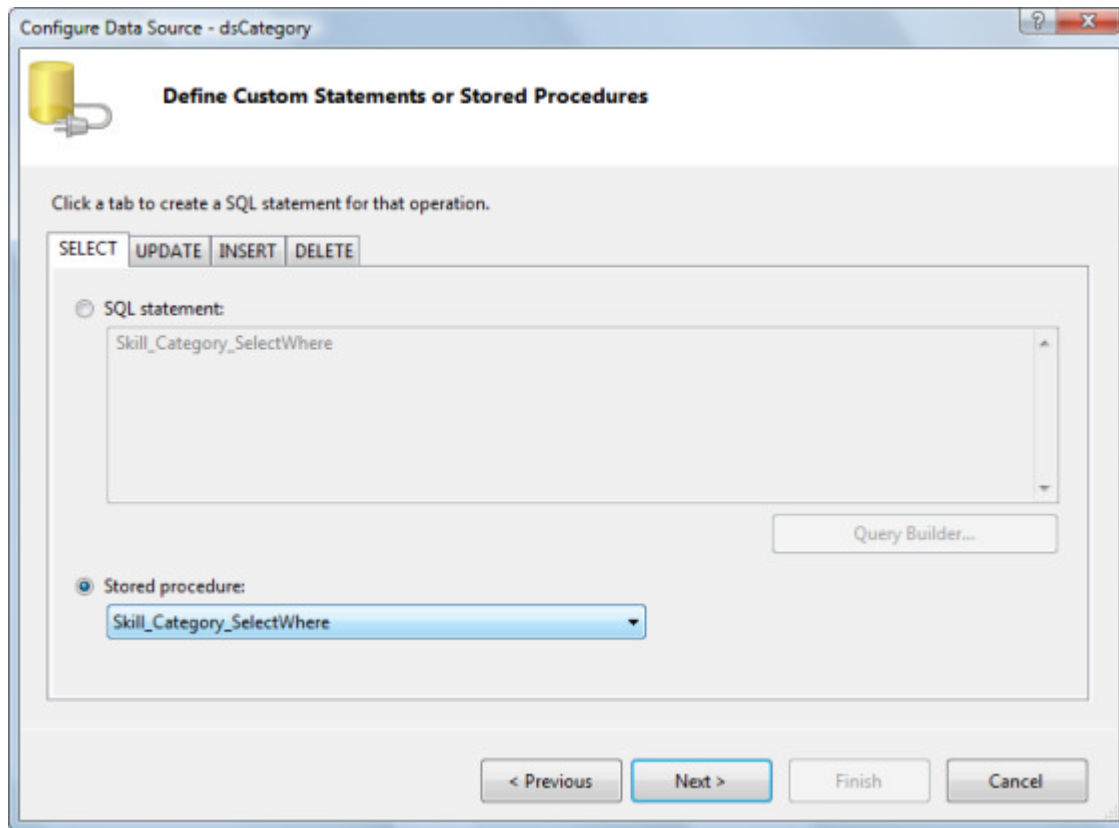 Configure Data Source - dsCategory
Define Custom Statements or Stored Procedures
Click a tab to create a SQL statement for that operation.
SELECT UPDATE INSERT DELETE
SQL statement:
Skill_Category_SelectWhere
Query Builder...
Stored procedure:
Skill_Category_SelectWhere
< Previous Next > Finish Cancel